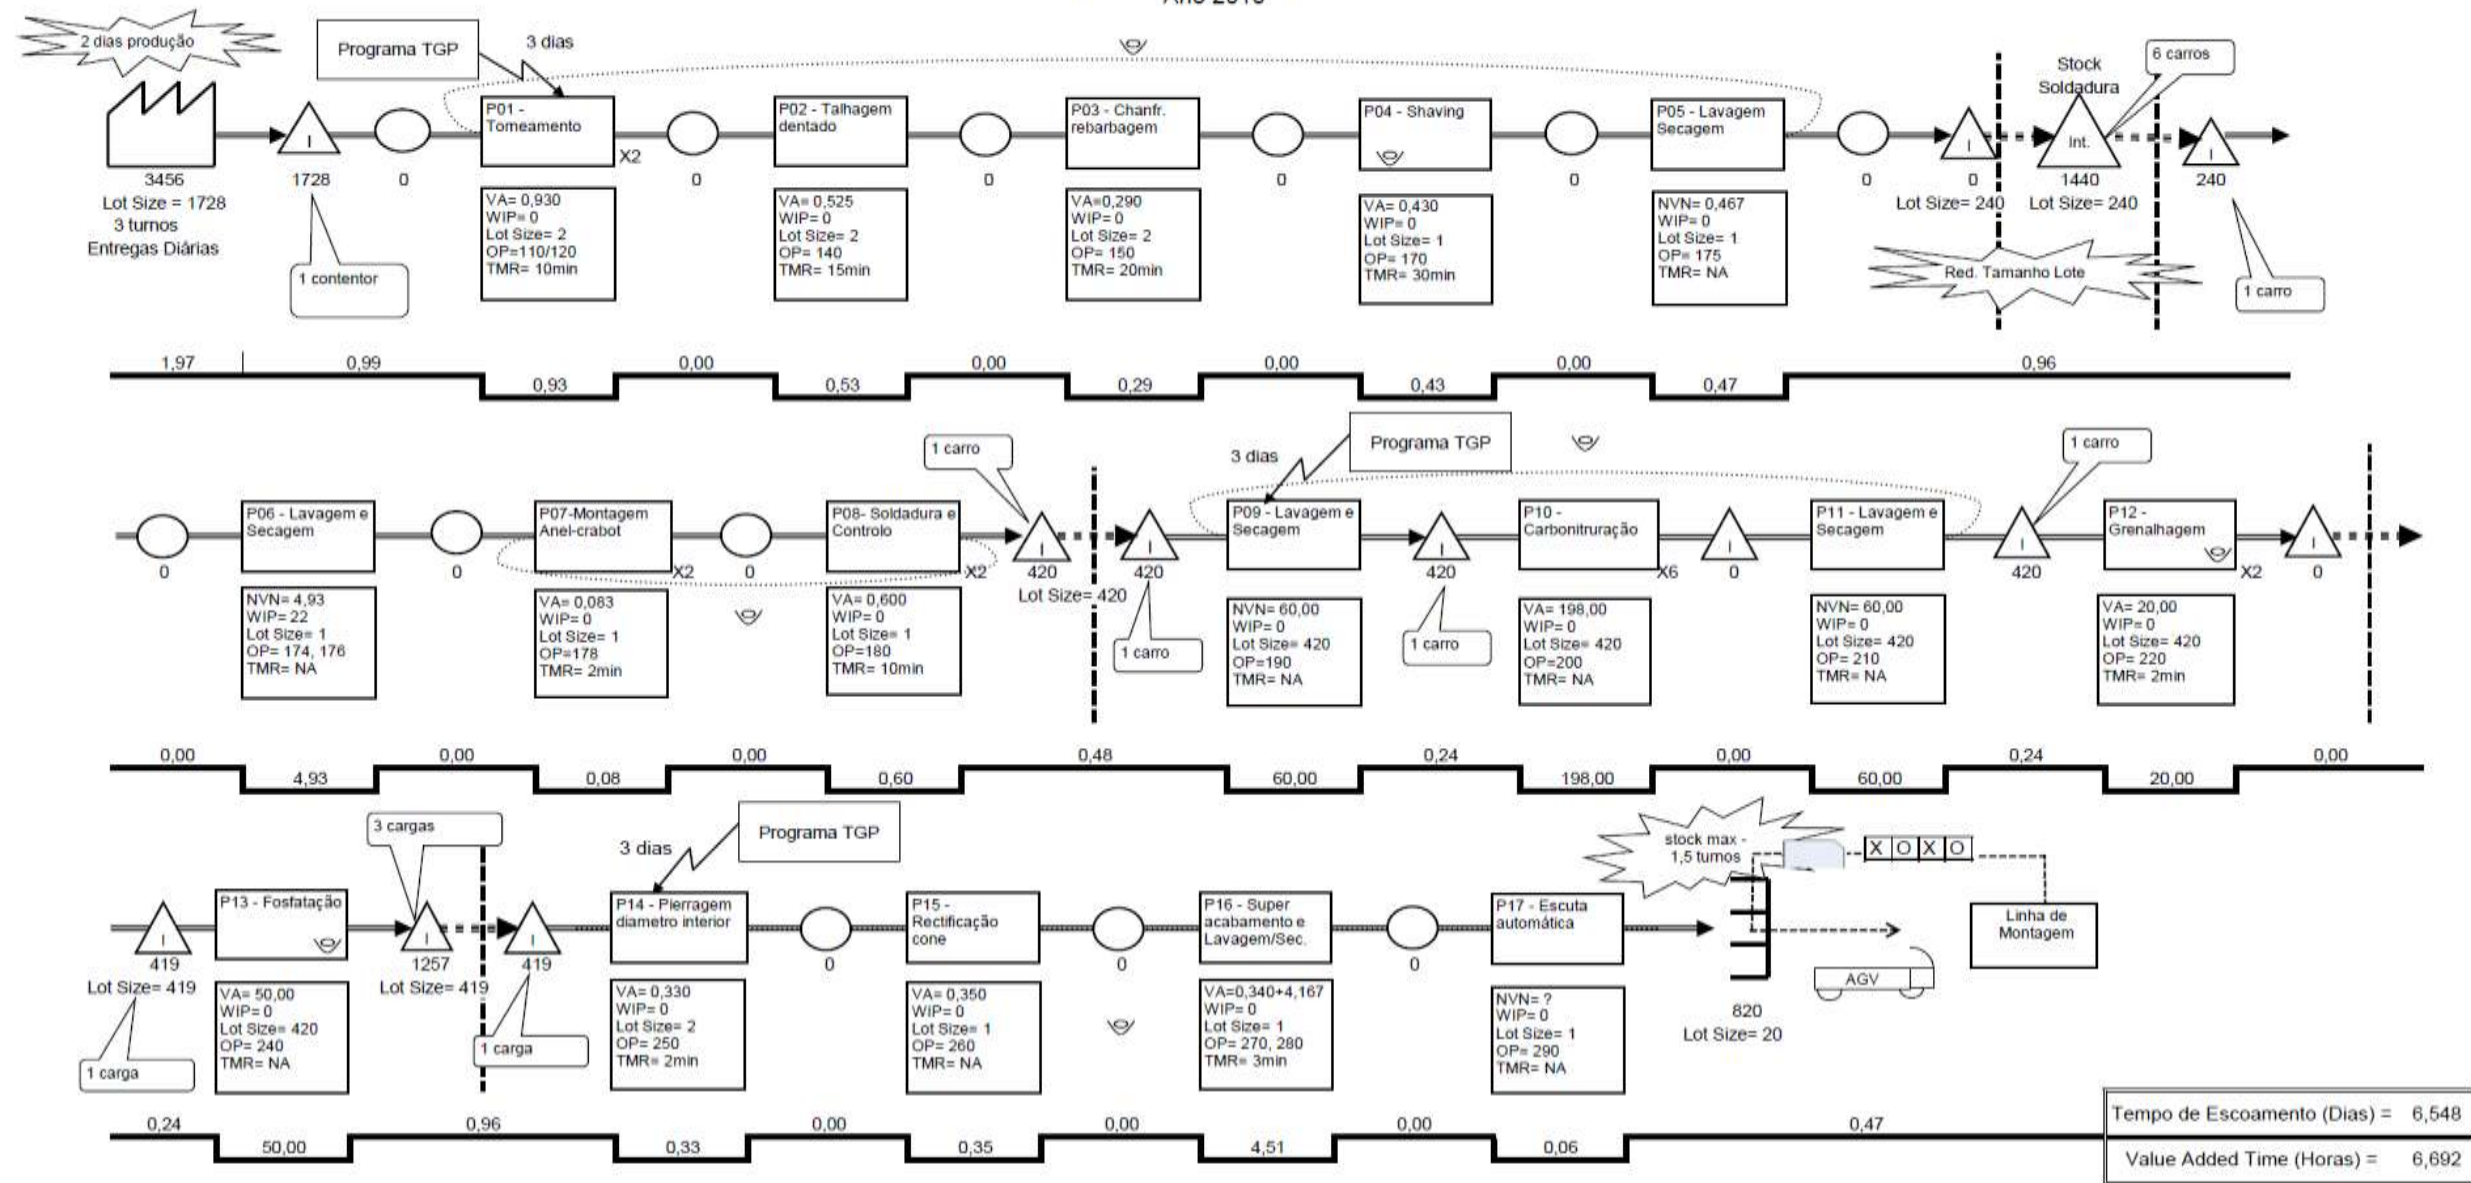 2 dias produção
Programa TGP
3 dias
6 carros
Stock
Soldadura
P01 -
Torneamento
X2
P02 - Talhagem
dentado
P03 - Chanfr.
rebarbagem
P04 - Shaving
P05 - Lavagem
Secagem
I
I
Int.
I
3456
Lot Size = 1728
3 turnos
Entregas Diárias
1728
0
0
0
0
0
0
0
Lot Size= 240
1440
Lot Size= 240
240
1 contentor
VA= 0,930
WIP= 0
Lot Size= 2
OP=110/120
TMR= 10min
VA= 0,525
WIP= 0
Lot Size= 2
OP= 140
TMR= 15min
VA=0,290
WIP= 0
Lot Size= 2
OP= 150
TMR= 20min
VA= 0,430
WIP= 0
Lot Size= 1
OP= 170
TMR= 30min
NVN= 0,467
WIP= 0
Lot Size= 1
OP= 175
TMR= NA
Red. Tamanho Lote
1 carro
1,97
0,99
0,93
0,00
0,53
0,00
0,29
0,00
0,43
0,00
0,47
0,96
1 carro
3 dias
Programa TGP
1 carro
P06 - Lavagem e
Secagem
P07-Montagem
Anel-crabot
X2
P08- Soldadura e
Controlo
X2
P09 - Lavagem e
Secagem
P10 -
Carbonitruração
X6
P11 - Lavagem e
Secagem
P12 -
Grenalhagem
X2
I
I
I
I
I
I
0
0
0
420
Lot Size= 420
420
420
0
420
0
NVN= 4,93
WIP= 22
Lot Size= 1
OP= 174, 176
TMR= NA
VA= 0,083
WIP= 0
Lot Size= 1
OP=178
TMR= 2min
VA= 0,600
WIP= 0
Lot Size= 1
OP=180
TMR= 10min
1 carro
NVN= 60,00
WIP= 0
Lot Size= 420
OP=190
TMR= NA
1 carro
VA= 198,00
WIP= 0
Lot Size= 420
OP=200
TMR= NA
NVN= 60,00
WIP= 0
Lot Size= 420
OP= 210
TMR= NA
VA= 20,00
WIP= 0
Lot Size= 420
OP= 220
TMR= 2min
0,00
4,93
0,00
0,08
0,00
0,60
0,48
60,00
0,24
198,00
0,00
60,00
0,24
20,00
0,00
3 cargas
3 dias
Programa TGP
stock max -
1,5 turnos
X O X O
P13 - Fosfatação
P14 - Pierragem
diametro interior
P15 -
Rectificação
cone
P16 - Super
acabamento e
Lavagem/Sec.
P17 - Escuta
automática
Linha de
Montagem
AGV
I
I
I
419
Lot Size= 419
1257
Lot Size= 419
419
0
0
0
820
Lot Size= 20
1 carga
VA= 50,00
WIP= 0
Lot Size= 420
OP= 240
TMR= NA
1 carga
VA= 0,330
WIP= 0
Lot Size= 2
OP= 250
TMR= 2min
VA= 0,350
WIP= 0
Lot Size= 1
OP= 260
TMR= NA
VA=0,340+4,167
WIP= 0
Lot Size= 1
OP= 270, 280
TMR= 3min
NVN= ?
WIP= 0
Lot Size= 1
OP= 290
TMR= NA
0,24
50,00
0,96
0,33
0,00
0,35
0,00
4,51
0,00
0,06
0,47
Tempo de Escoamento (Dias) = 6,548
Value Added Time (Horas) = 6,692